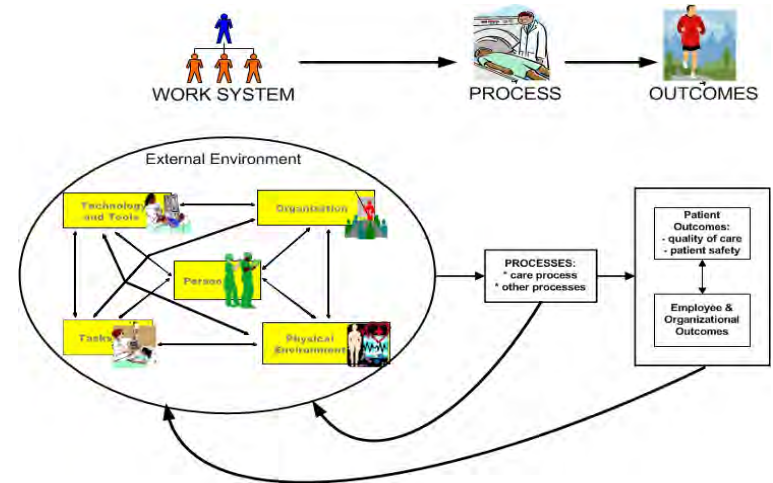 WORK SYSTEM
PROCESS
OUTCOMES
External Environment
Technology
and Tools
Organization
Person
Tasks
Physical
Environment
PROCESSES:
* care process
* other processes
Patient
Outcomes:
- quality of care
- patient safety
Employee &
Organizational
Outcomes